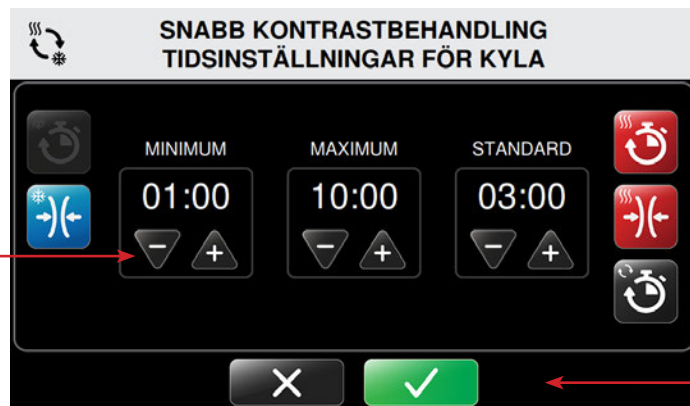 SNABB KONTRASTBEHANDLING
TIDSINSTÄLLNINGAR FÖR KYLA
MINIMUM MAXIMUM STANDARD
01:00 10:00 03:00
− + − + − +